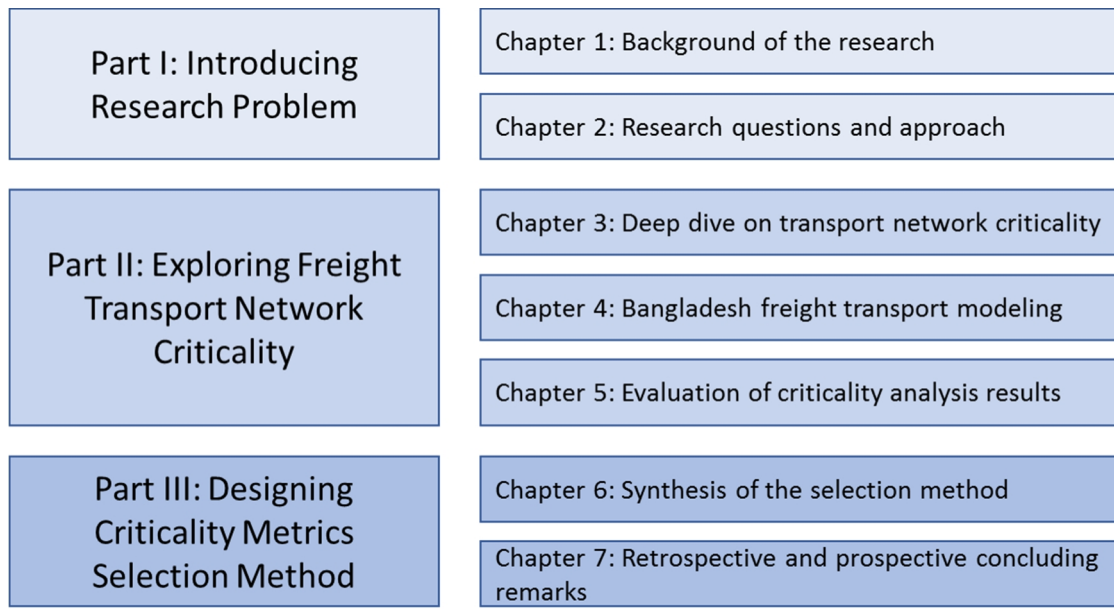 Part I: Introducing
Research Problem
Chapter 1: Background of the research
Chapter 2: Research questions and approach
Part II: Exploring Freight
Transport Network
Criticality
Chapter 3: Deep dive on transport network criticality
Chapter 4: Bangladesh freight transport modeling
Chapter 5: Evaluation of criticality analysis results
Part III: Designing
Criticality Metrics
Selection Method
Chapter 6: Synthesis of the selection method
Chapter 7: Retrospective and prospective concluding
remarks